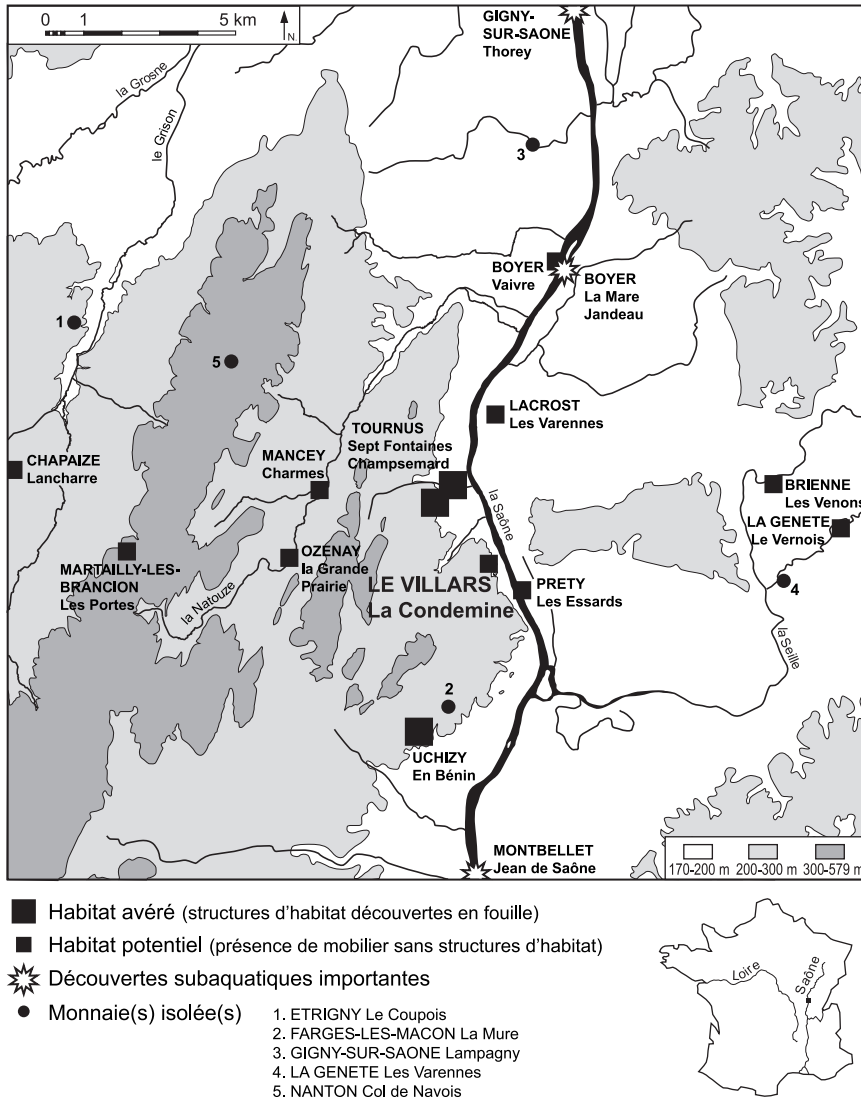 0 1 5 km
N.
GIGNY-
SUR-SAONE
Thorey
la Grosne
le Grison
3
BOYER
Vaivre
BOYER
La Mare
Jandeau
1
5
LACROST
Les Varennes
TOURNUS
Sept Fontaines
Champsemard
MANCEY
Charmes
CHAPAIZE
Lancharre
la Saône
BRIENNE
Les Venons
LA GENETE
Le Vernois
OZENAY
la Grande
Prairie
MARTAILLY-LES-
BRANCION
Les Portes
la Natouze
LE VILLARS
La Condemine
PRETY
Les Essards
4
la Seille
2
UCHIZY
En Bénin
MONTBELLET
Jean de Saône
170-200 m 200-300 m 300-579 m
Habitat avéré (structures d'habitat découvertes en fouille)
Habitat potentiel (présence de mobilier sans structures d'habitat)
Découvertes subaquatiques importantes
Monnaie(s) isolée(s)
1. ETRIGNY Le Coupois
2. FARGES-LES-MACON La Mure
3. GIGNY-SUR-SAONE Lampagny
4. LA GENETE Les Varennes
5. NANTON Col de Navois
Loire
Saône